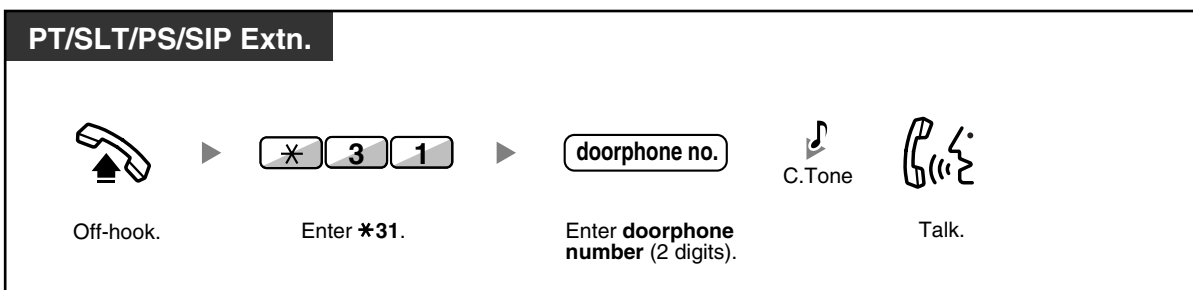 PT/SLT/PS/SIP Extn.
✳ 3 1
doorphone no.
C.Tone
Off-hook.
Enter ✳31.
Enter doorphone
number (2 digits).
Talk.